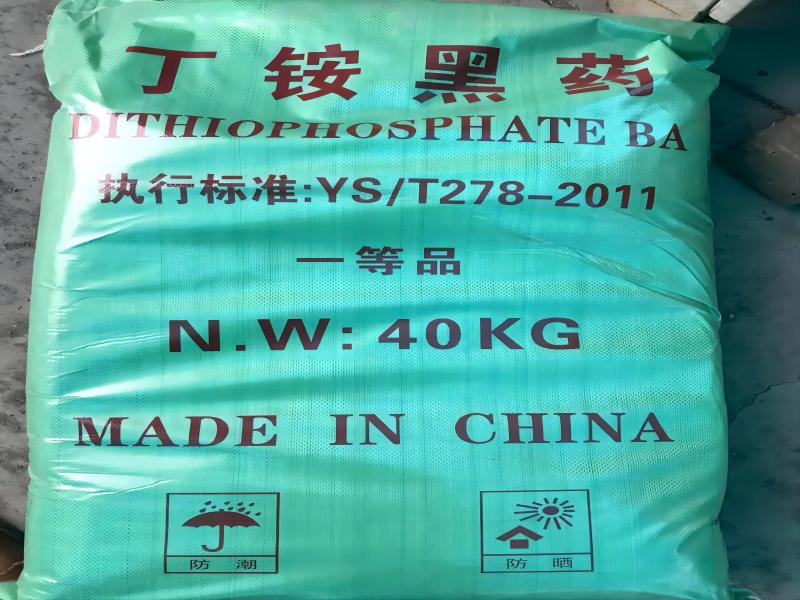 丁铵黑药
DITHIOPHOSPHATE BA
执行标准:YS/T278-2011
一等品
N.W: 40KG
MADE IN CHINA
防潮
防晒